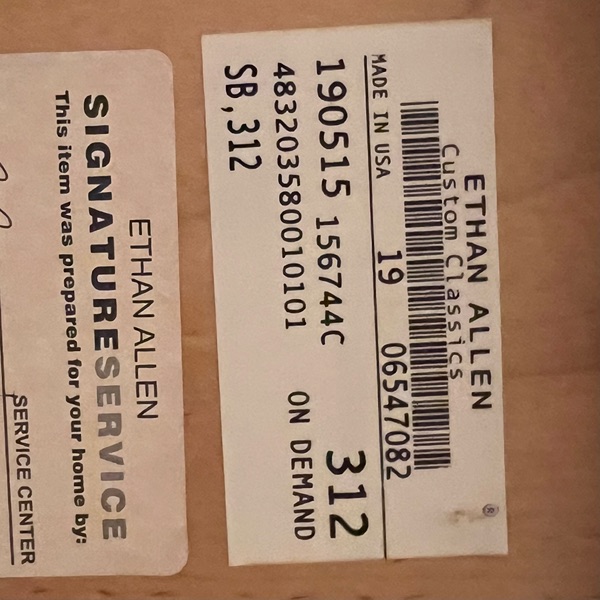 ETHAN ALLEN
®
Custom Classics
19 06547082
MADE IN USA
190515 156744C 312
483203580010101 ON DEMAND
SB,312
ETHAN ALLEN
SIGNATURESERVICE
This item was prepared for your home by:
SERVICE CENTER